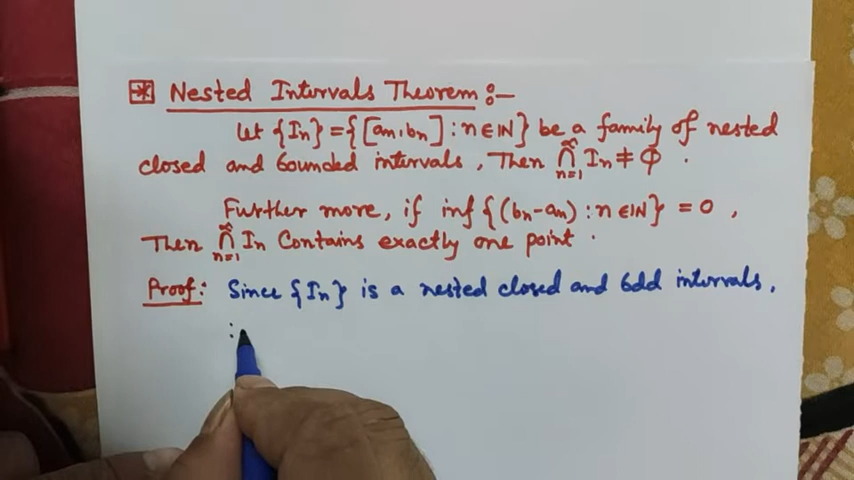 * Nested Intervals Theorem :—
Let {In} = {[an, bn] : n ∈ IN} be a family of nested
closed and bounded intervals, Then ∞∩n=1 In ≠ Φ .
Further more, if inf {(bn - an) : n ∈ IN} = 0 ,
Then ∞∩n=1 In Contains exactly one point .
Proof: Since {In} is a nested closed and bdd intervals.
∴